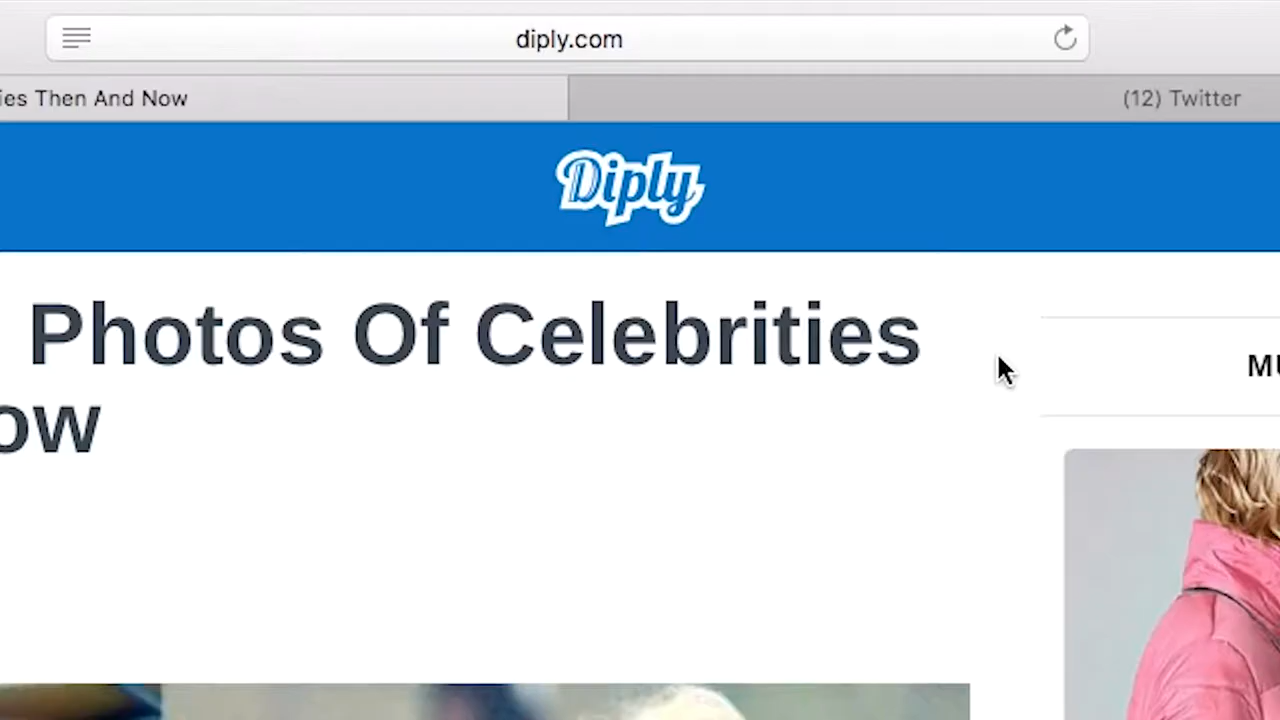 diply.com
ies Then And Now
(12) Twitter
Diply
Photos Of Celebrities
ow
MU